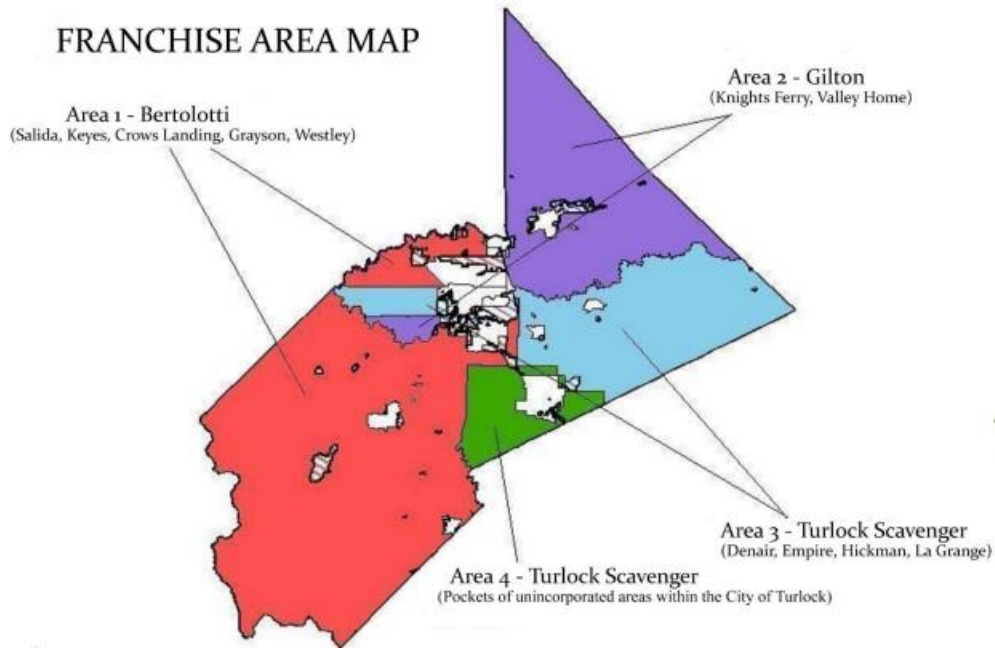 FRANCHISE AREA MAP
Area 2 - Gilton
(Knights Ferry, Valley Home)
Area 1 - Bertolotti
(Salida, Keyes, Crows Landing, Grayson, Westley)
Area 3 - Turlock Scavenger
(Denair, Empire, Hickman, La Grange)
Area 4 - Turlock Scavenger
(Pockets of unincorporated areas within the City of Turlock)